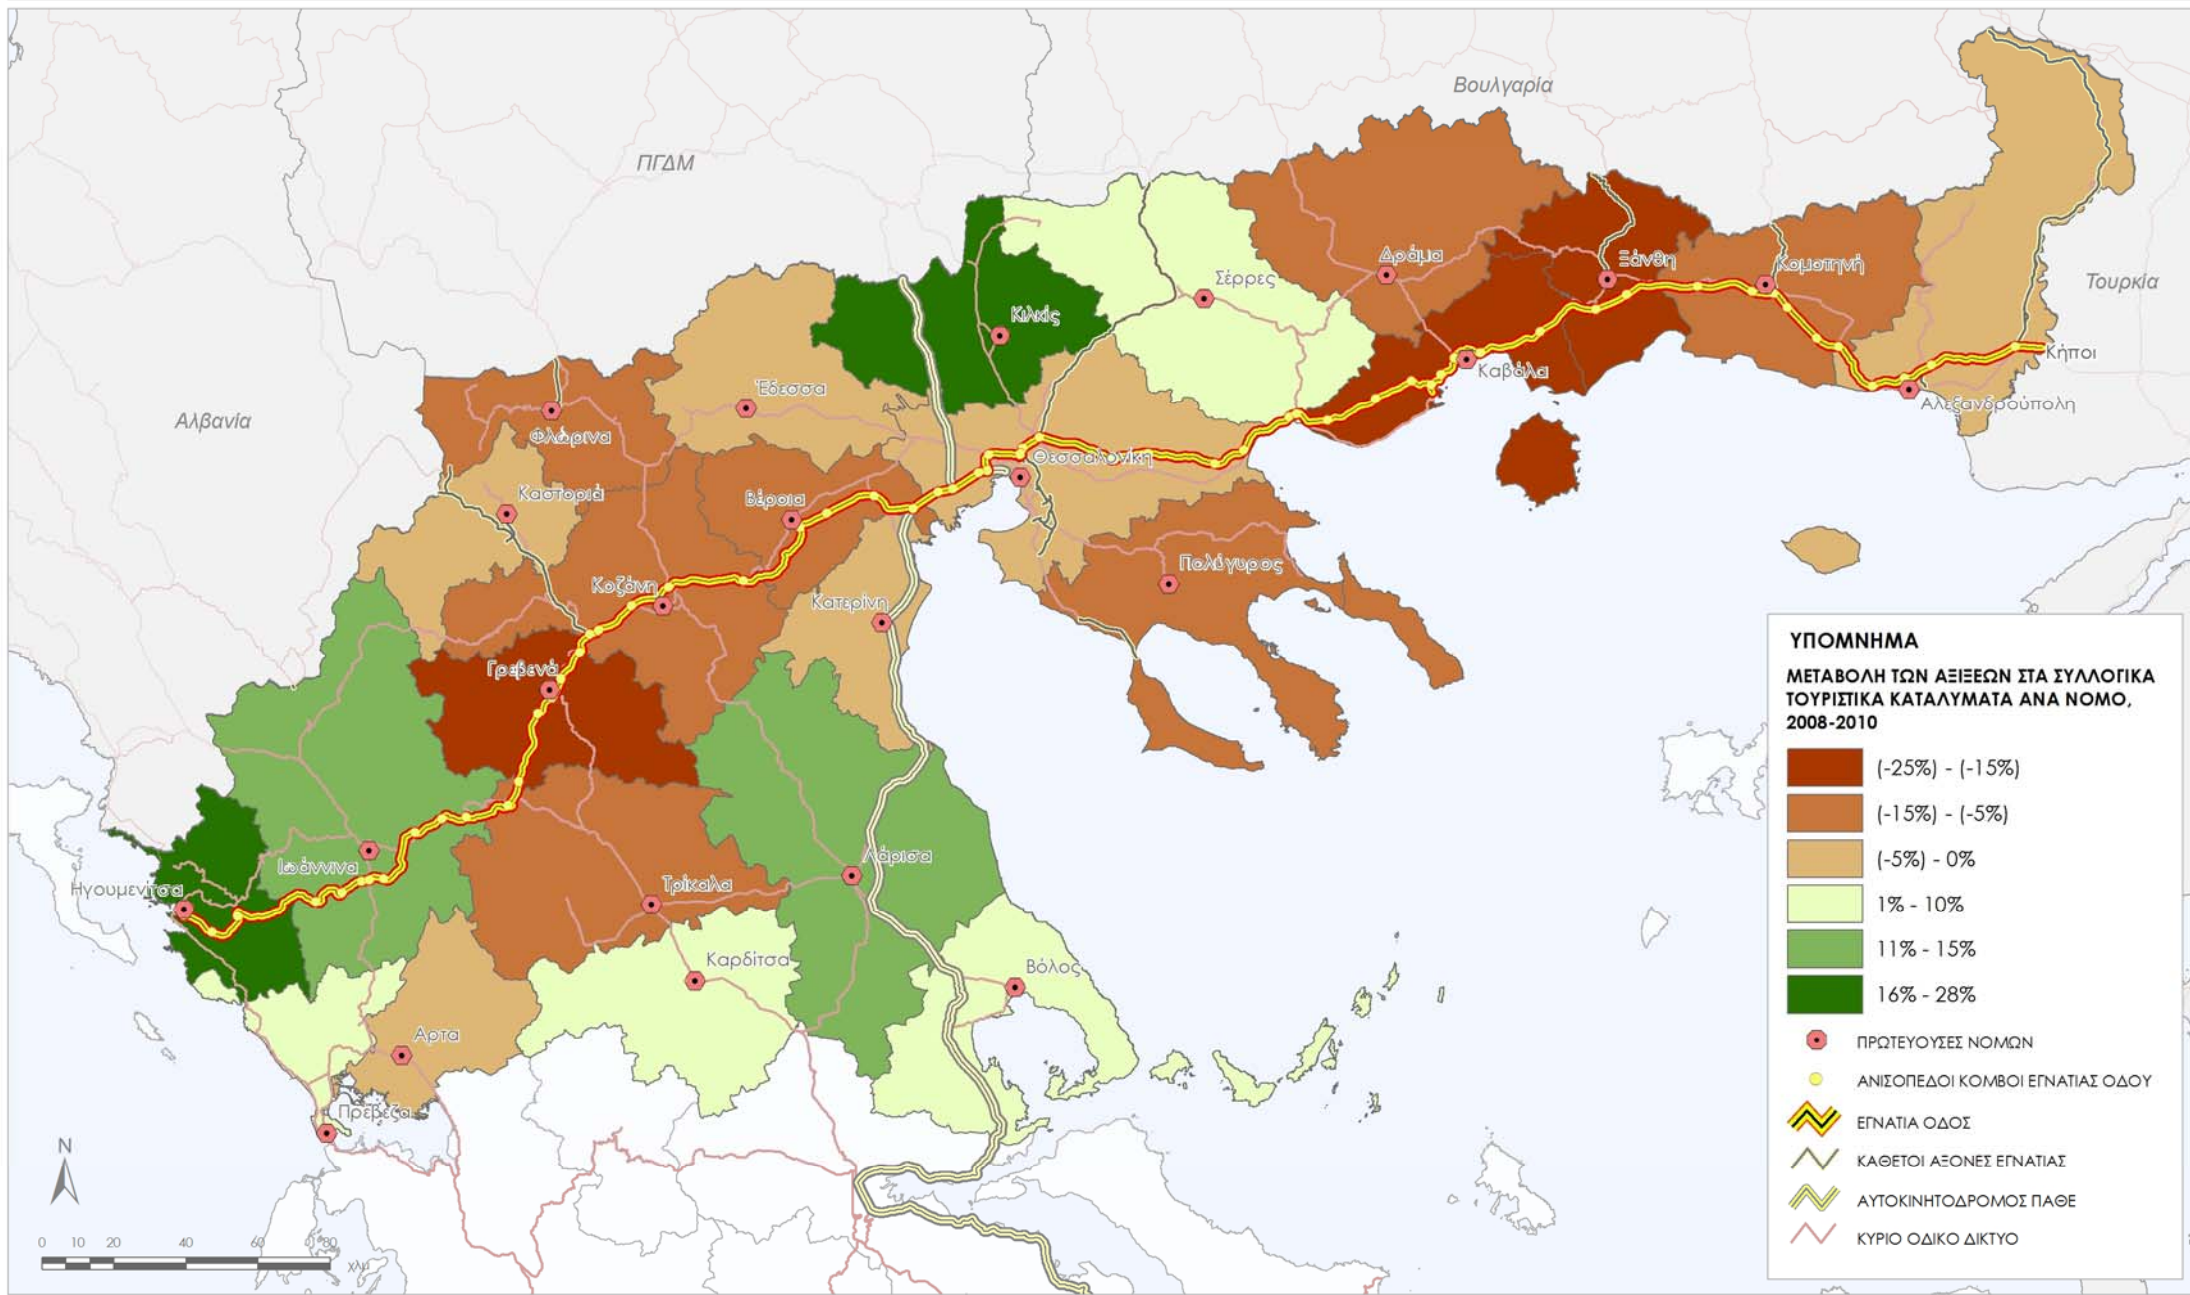 Βουλγαρία
ΠΓΔΜ
Τουρκία
Αλβανία
Δράμα
Ξάνθη
Κομοτηνή
Σέρρες
Κιλκίς
Κήποι
Καβάλα
Αλεξανδρούπολη
Έδεσσα
Φλώρινα
Θεσσαλονίκη
Καστοριά
Βέροια
Πολύγυρος
Κοζάνη
Κατερίνη
Γρεβενά
Λάρισα
Ιωάννινα
Ηγουμενίτσα
Τρίκαλα
Καρδίτσα
Βόλος
Αρτα
Πρέβεζα
N
0 10 20 40 60 80
χλμ
ΥΠΟΜΝΗΜΑ
ΜΕΤΑΒΟΛΗ ΤΩΝ ΑΞΙΞΕΩΝ ΣΤΑ ΣΥΛΛΟΓΙΚΑ
ΤΟΥΡΙΣΤΙΚΑ ΚΑΤΑΛΥΜΑΤΑ ΑΝΑ ΝΟΜΟ,
2008-2010
(-25%) - (-15%)
(-15%) - (-5%)
(-5%) - 0%
1% - 10%
11% - 15%
16% - 28%
ΠΡΩΤΕΥΟΥΣΕΣ ΝΟΜΩΝ
ΑΝΙΣΟΠΕΔΟΙ ΚΟΜΒΟΙ ΕΓΝΑΤΙΑΣ ΟΔΟΥ
ΕΓΝΑΤΙΑ ΟΔΟΣ
ΚΑΘΕΤΟΙ ΑΞΟΝΕΣ ΕΓΝΑΤΙΑΣ
ΑΥΤΟΚΙΝΗΤΟΔΡΟΜΟΣ ΠΑΘΕ
ΚΥΡΙΟ ΟΔΙΚΟ ΔΙΚΤΥΟ